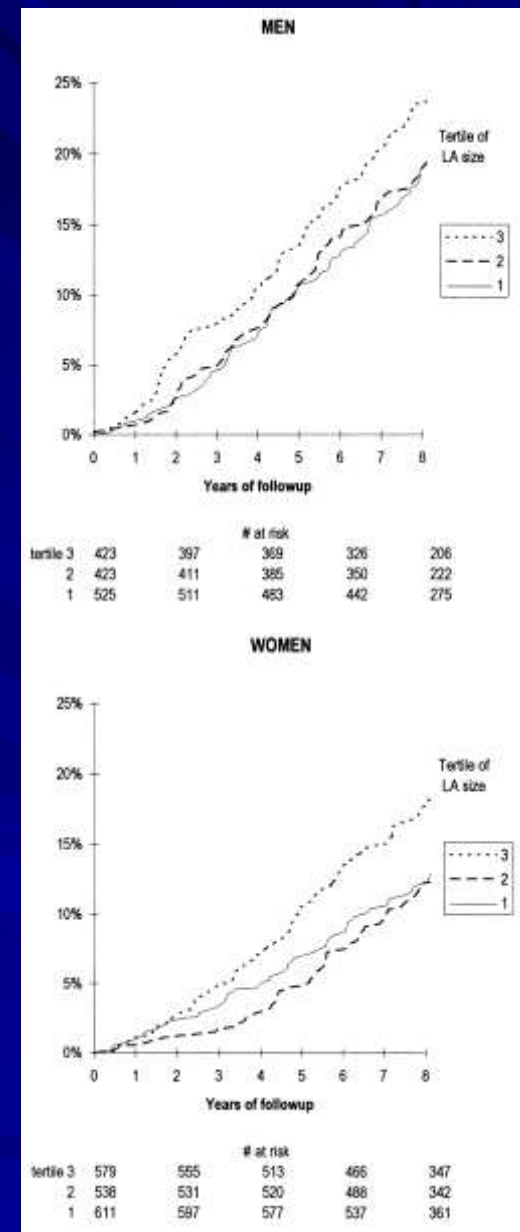 MEN
25%
20%
15%
10%
5%
0%
Tertile of
LA size
3
2
1
0 1 2 3 4 5 6 7 8
Years of followup
# at risk
tertile 3 423 397 369 326 206
2 423 411 385 350 222
1 525 511 483 442 275
WOMEN
25%
20%
15%
10%
5%
0%
Tertile of
LA size
3
2
1
0 1 2 3 4 5 6 7 8
Years of followup
# at risk
tertile 3 579 555 513 466 347
2 538 531 520 488 342
1 611 597 577 537 361